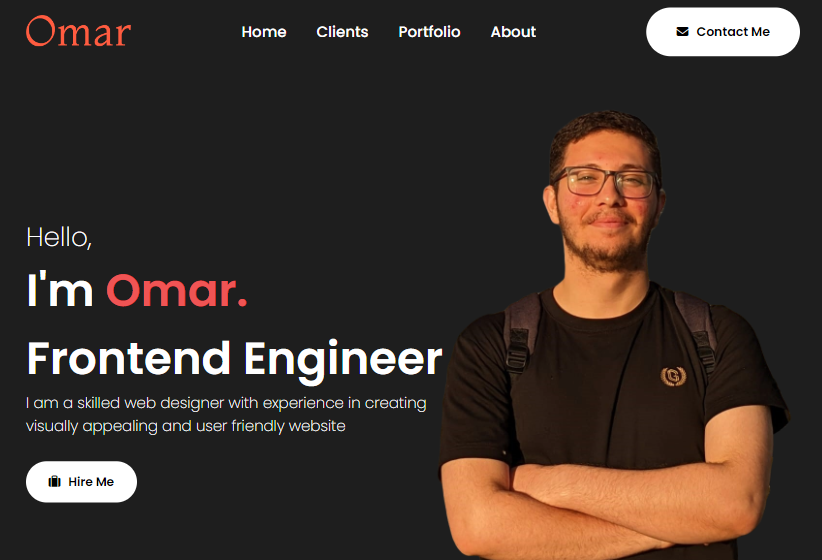 Omar
Home Clients Portfolio About
Contact Me
Hello,
I'm Omar.
Frontend Engineer
I am a skilled web designer with experience in creating
visually appealing and user friendly website
Hire Me